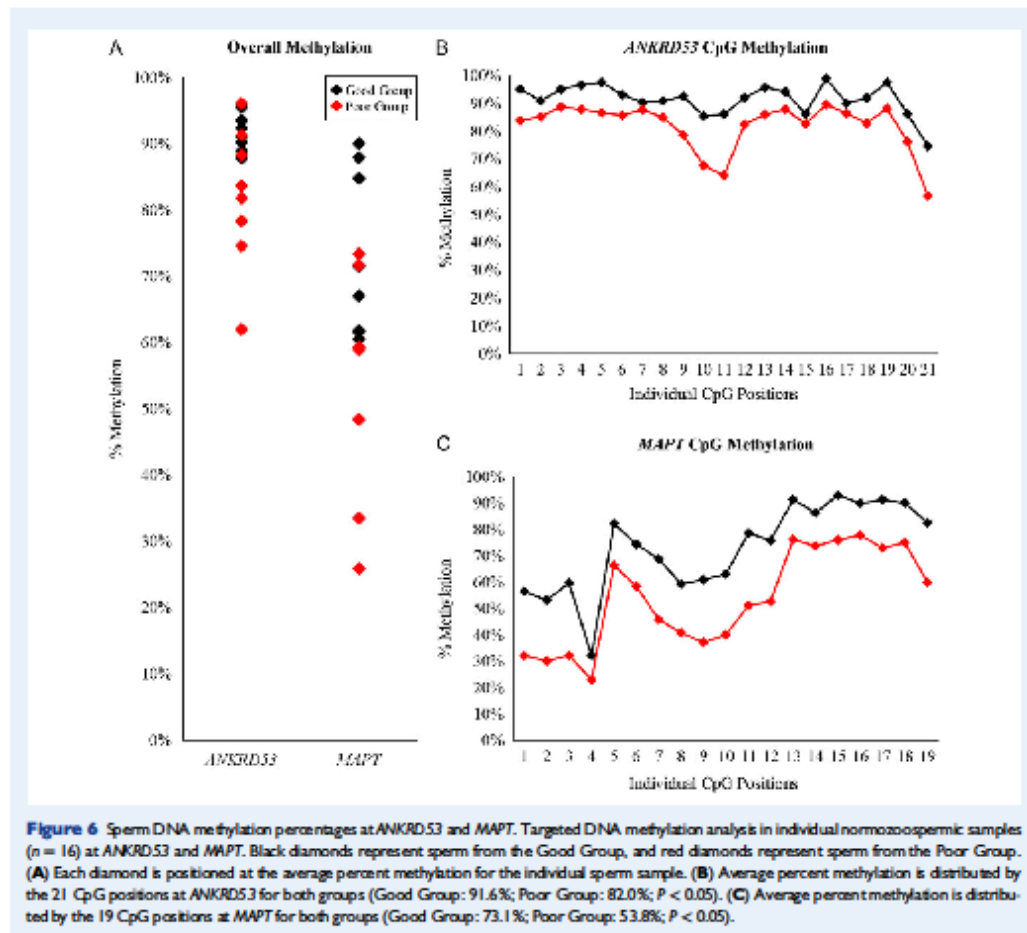 A
Overall Methylation
Good Group
Poor Group
100%
90%
80%
70%
60%
50%
40%
30%
20%
10%
0%
% Methylation
ANKRD53 MAPT
B
ANKRD53 CpG Methylation
100%
90%
80%
70%
60%
50%
40%
30%
20%
10%
0%
% Methylation
1 2 3 4 5 6 7 8 9 10 11 12 13 14 15 16 17 18 19 20 21
Individual CpG Positions
C
MAPT CpG Methylation
100%
90%
80%
70%
60%
50%
40%
30%
20%
10%
0%
% Methylation
1 2 3 4 5 6 7 8 9 10 11 12 13 14 15 16 17 18 19
Individual CpG Positions
Figure 6 Sperm DNA methylation percentages at ANKRD53 and MAPT. Targeted DNA methylation analysis in individual normozoospermic samples
(n = 16) at ANKRD53 and MAPT. Black diamonds represent sperm from the Good Group, and red diamonds represent sperm from the Poor Group.
(A) Each diamond is positioned at the average percent methylation for the individual sperm sample. (B) Average percent methylation is distributed by
the 21 CpG positions at ANKRD53 for both groups (Good Group: 91.6%; Poor Group: 82.0%; P < 0.05). (C) Average percent methylation is distribu-
ted by the 19 CpG positions at MAPT for both groups (Good Group: 73.1%; Poor Group: 53.8%; P < 0.05).